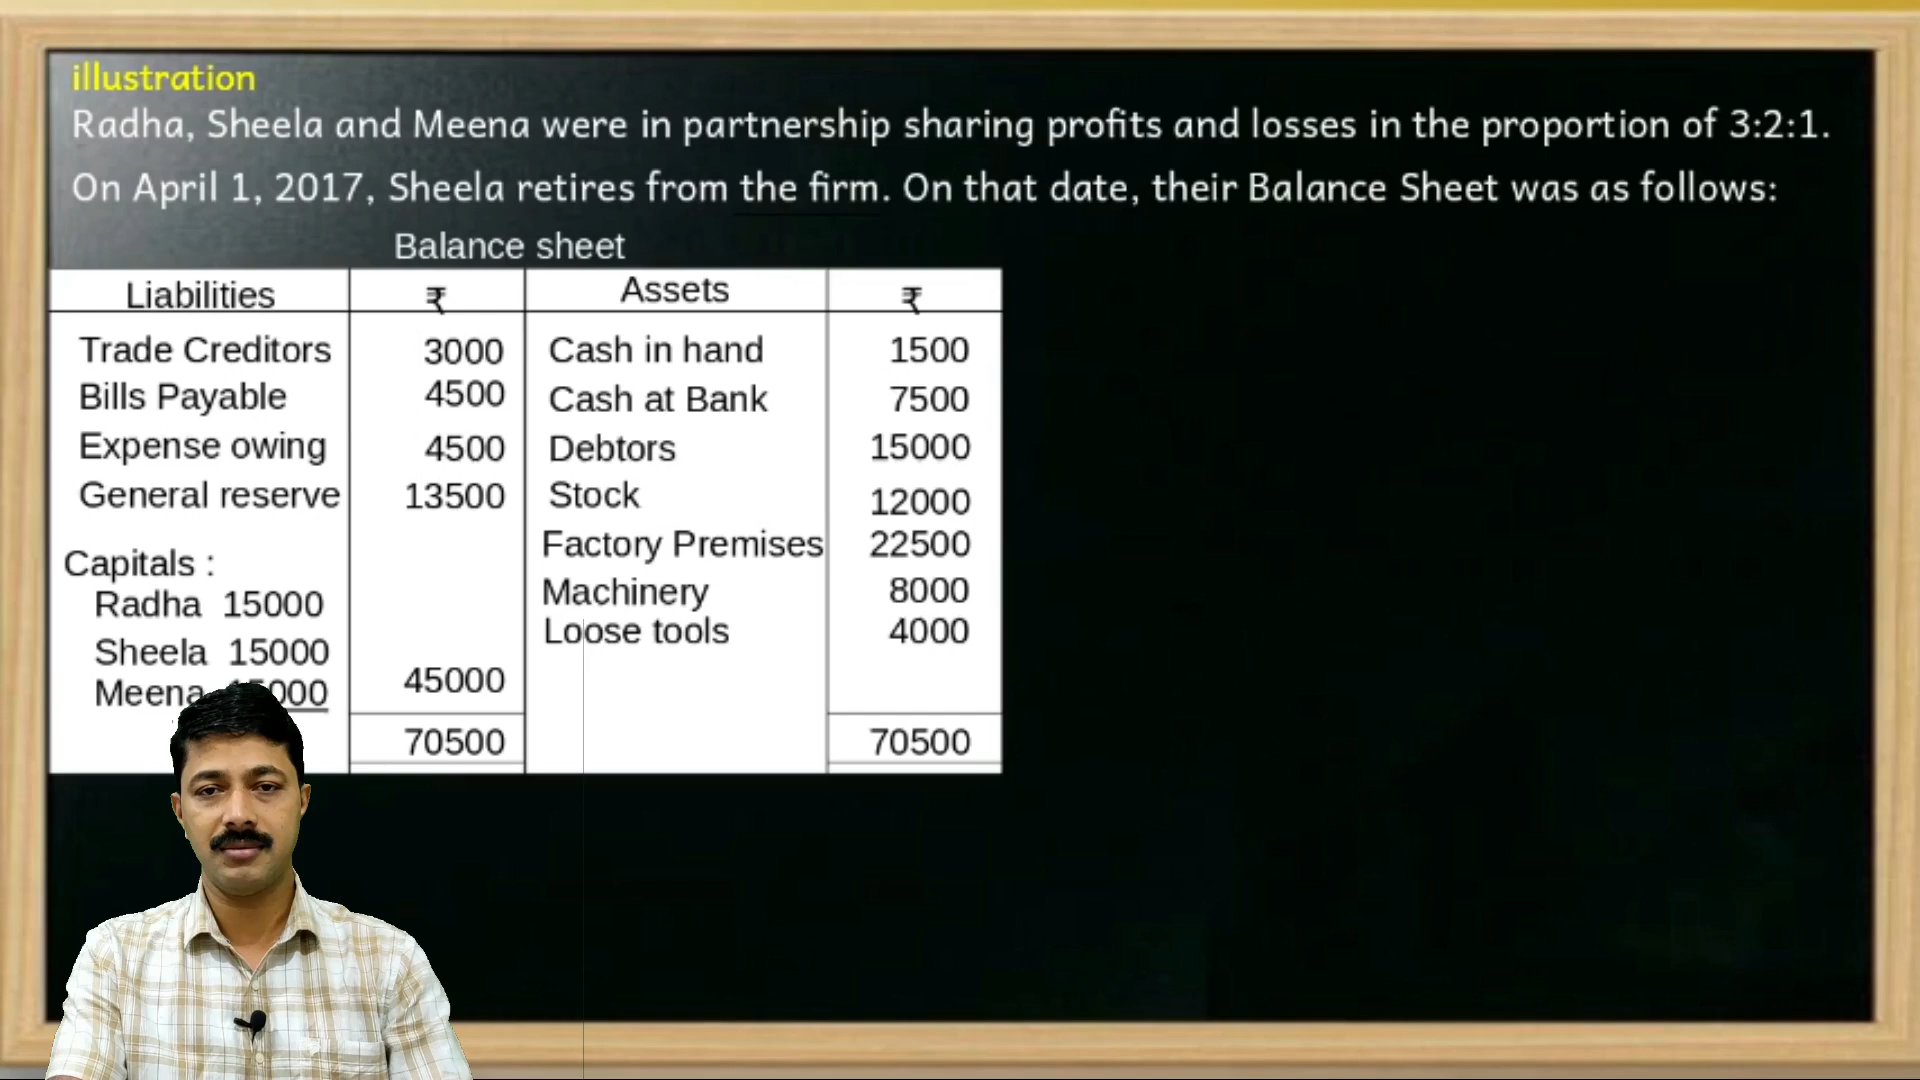 illustration
Radha, Sheela and Meena were in partnership sharing profits and losses in the proportion of 3:2:1.
On April 1, 2017, Sheela retires from the firm. On that date, their Balance Sheet was as follows:
Balance sheet
Liabilities ₹ Assets ₹
Trade Creditors 3000 Cash in hand 1500
Bills Payable 4500 Cash at Bank 7500
Expense owing 4500 Debtors 15000
General reserve 13500 Stock 12000
Factory Premises 22500
Capitals :
Machinery 8000
Radha 15000
Loose tools 4000
Sheela 15000
Meena 45000
70500 70500